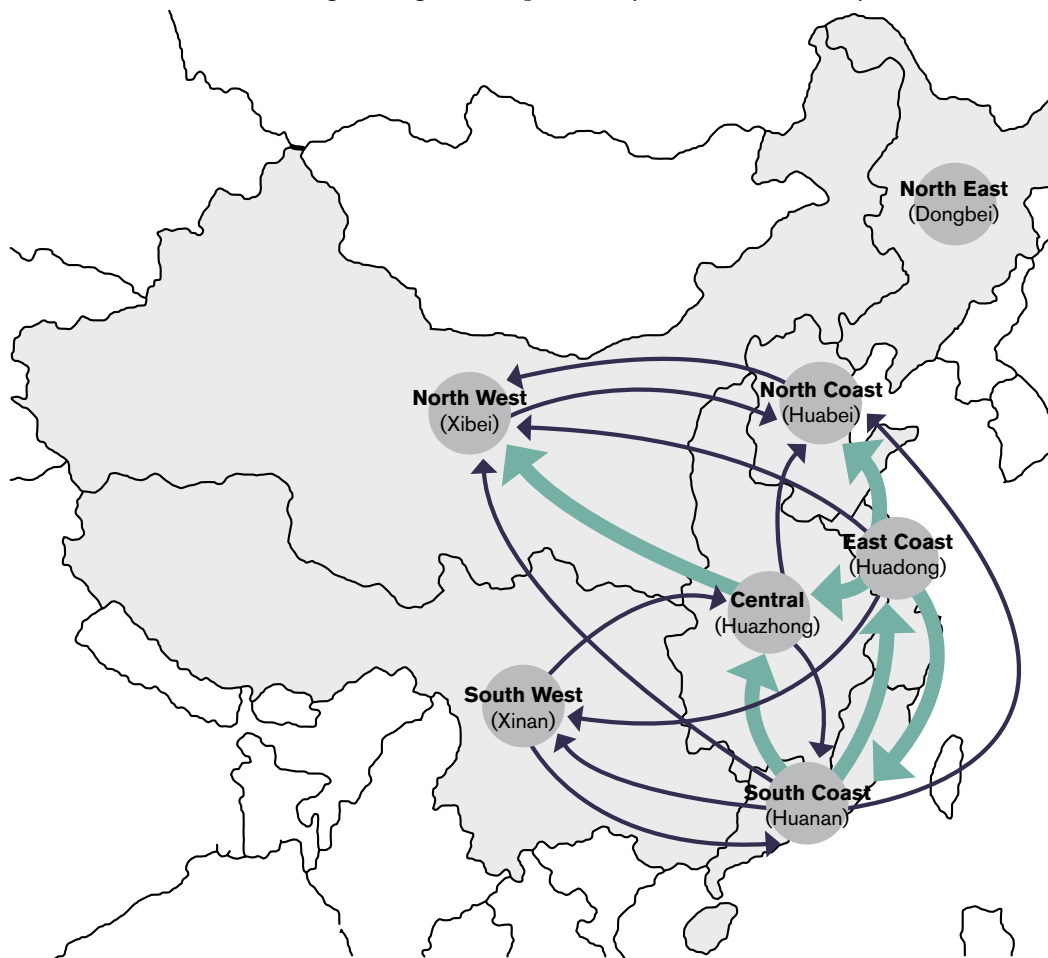 North East
(Dongbei)
North Coast
(Huabei)
North West
(Xibei)
East Coast
(Huadong)
Central
(Huazhong)
South West
(Xinan)
South Coast
(Huanan)